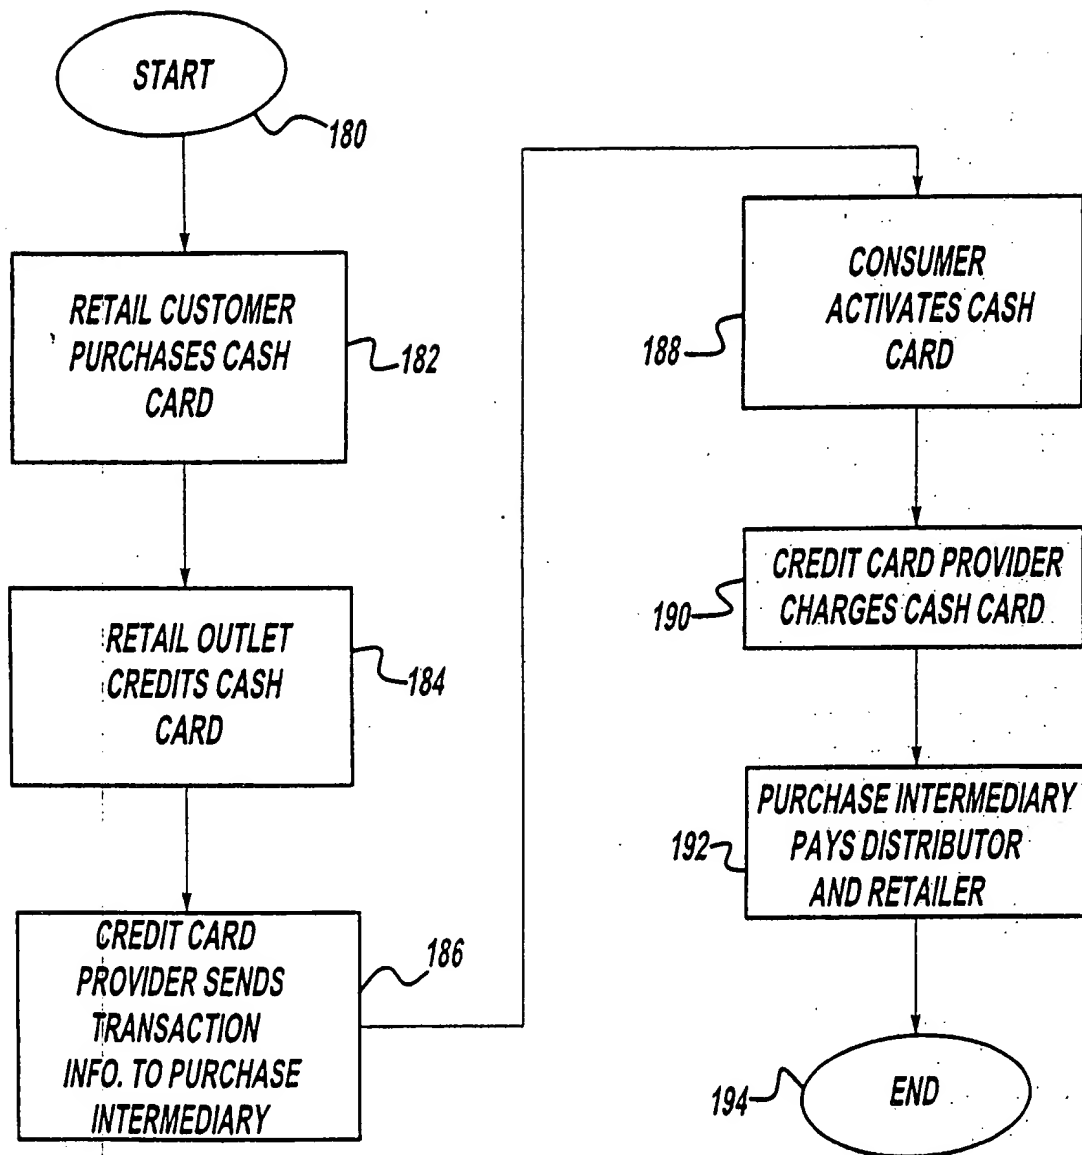 START
180
RETAIL CUSTOMER
PURCHASES CASH
CARD
182
RETAIL OUTLET
CREDITS CASH
CARD
184
CREDIT CARD
PROVIDER SENDS
TRANSACTION
INFO. TO PURCHASE
INTERMEDIARY
186
CONSUMER
ACTIVATES CASH
CARD
188
CREDIT CARD PROVIDER
CHARGES CASH CARD
190
PURCHASE INTERMEDIARY
PAYS DISTRIBUTOR
AND RETAILER
192
END
194